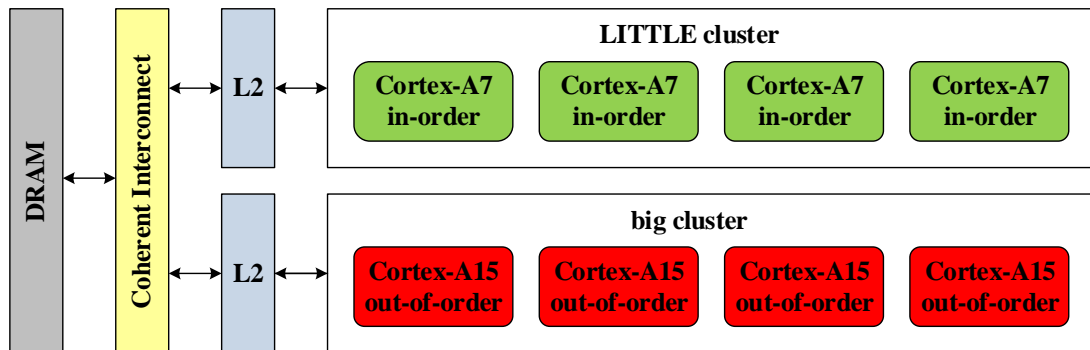 DRAM
Coherent Interconnect
L2
LITTLE cluster
Cortex-A7
in-order
Cortex-A7
in-order
Cortex-A7
in-order
Cortex-A7
in-order
L2
big cluster
Cortex-A15
out-of-order
Cortex-A15
out-of-order
Cortex-A15
out-of-order
Cortex-A15
out-of-order